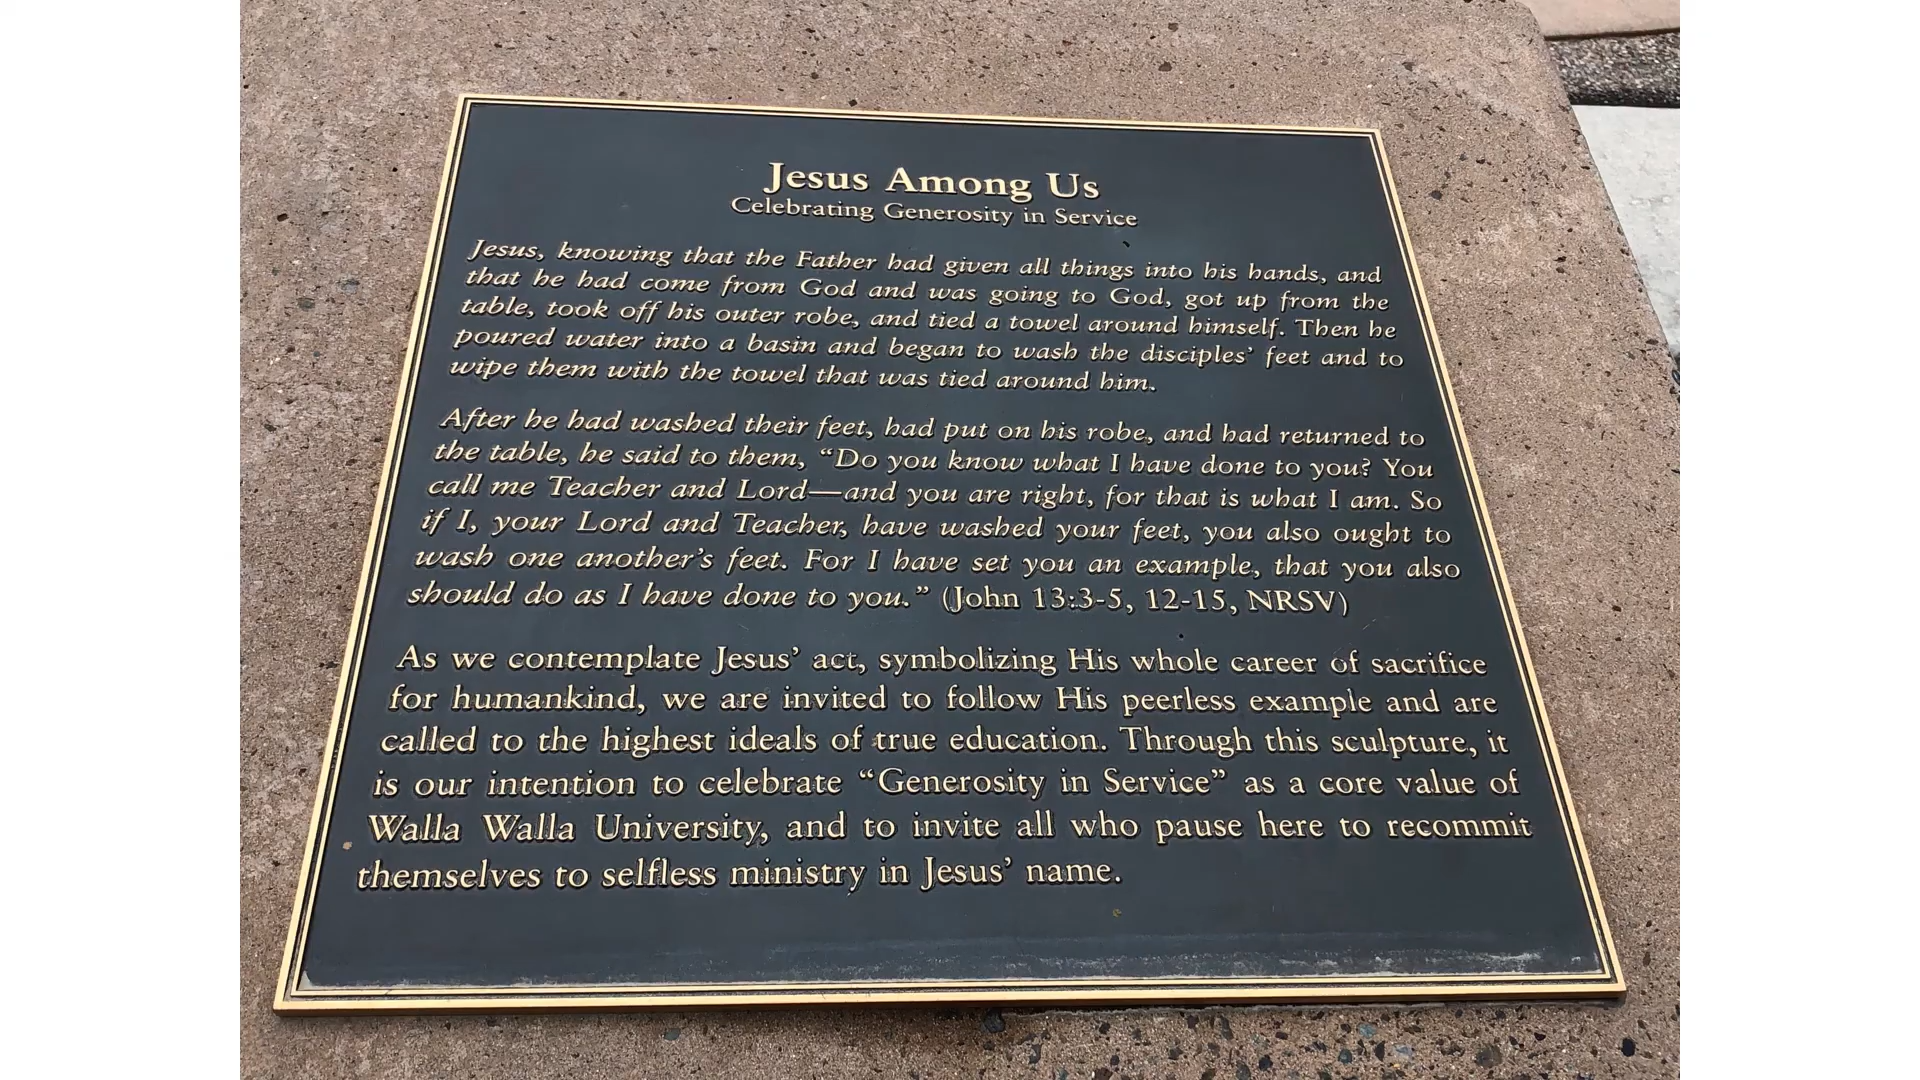 Jesus Among Us
Celebrating Generosity in Service
Jesus, knowing that the Father had given all things into his hands, and
that he had come from God and was going to God, got up from the
table, took off his outer robe, and tied a towel around himself. Then he
poured water into a basin and began to wash the disciples' feet and to
wipe them with the towel that was tied around him.
After he had washed their feet, had put on his robe, and had returned to
the table, he said to them, “Do you know what I have done to you? You
call me Teacher and Lord—and you are right, for that is what I am. So
if I, your Lord and Teacher, have washed your feet, you also ought to
wash one another's feet. For I have set you an example, that you also
should do as I have done to you.” (John 13:3-5, 12-15, NRSV)
As we contemplate Jesus' act, symbolizing His whole career of sacrifice
for humankind, we are invited to follow His peerless example and are
called to the highest ideals of true education. Through this sculpture, it
is our intention to celebrate “Generosity in Service” as a core value of
Walla Walla University, and to invite all who pause here to recommit
themselves to selfless ministry in Jesus' name.